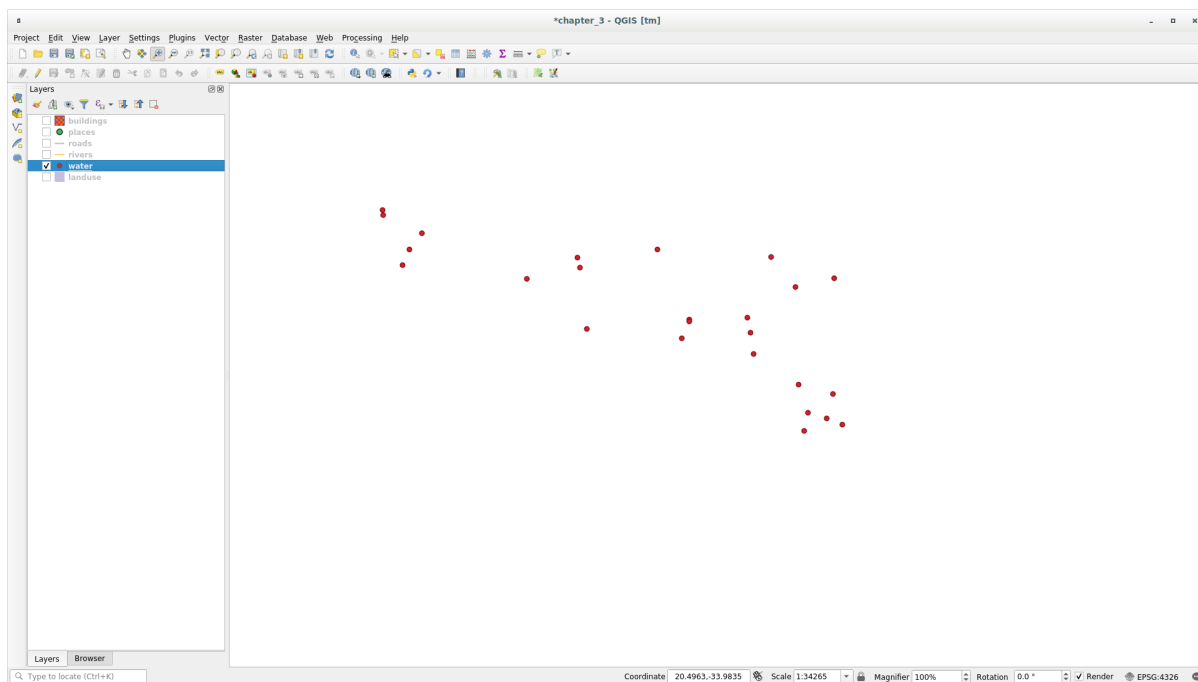 *chapter_3 - QGIS [tm]
Project Edit View Layer Settings Plugins Vector Raster Database Web Processing Help
Layers
buildings
places
roads
rivers
water
landuse
Layers Browser
Type to locate (Ctrl+K) Coordinate 20.4963,-33.9835 Scale 1:34265 Magnifier 100% Rotation 0.0 ° Render EPSG:4326